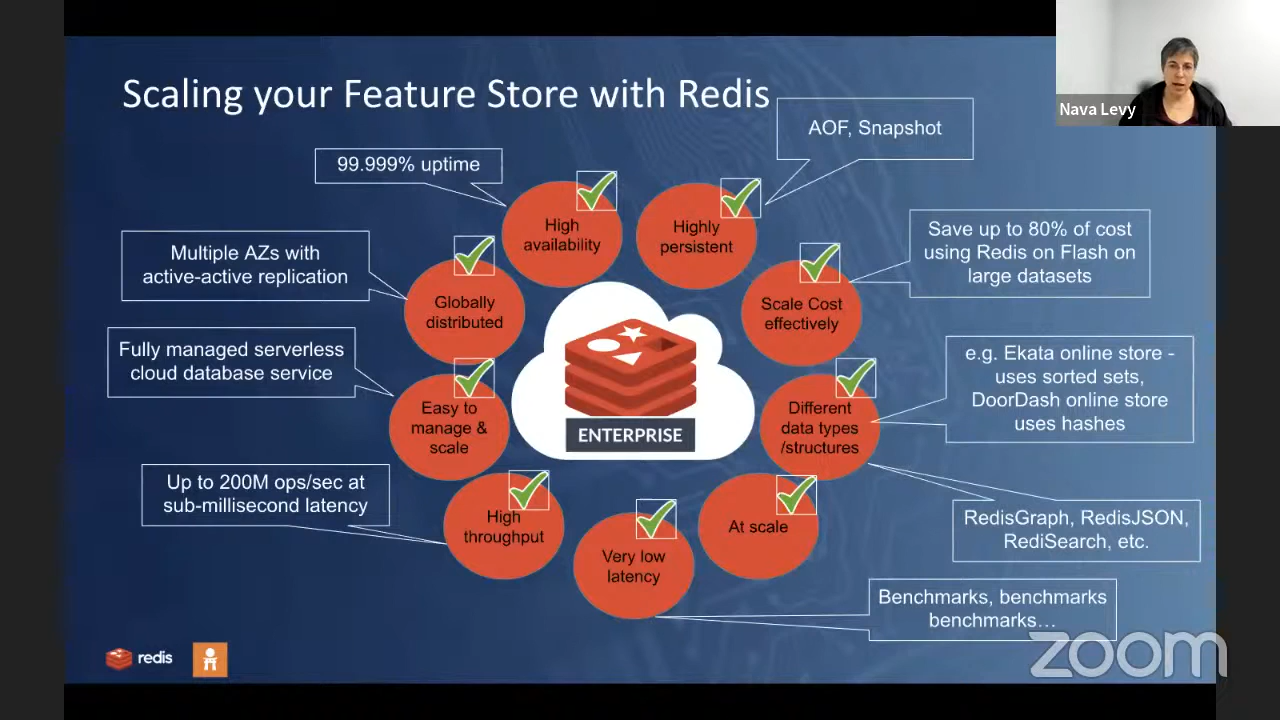 Scaling your Feature Store with Redis
Nava Levy
AOF, Snapshot
99.999% uptime
High
availability
Highly
persistent
Save up to 80% of cost
using Redis on Flash on
large datasets
Multiple AZs with
active-active replication
Globally
distributed
Scale Cost
effectively
Fully managed serverless
cloud database service
e.g. Ekata online store -
uses sorted sets,
DoorDash online store
uses hashes
Easy to
manage &
scale
ENTERPRISE
Different
data types
/structures
Up to 200M ops/sec at
sub-millisecond latency
High
throughput
At scale
RedisGraph, RedisJSON,
RediSearch, etc.
Very low
latency
Benchmarks, benchmarks
benchmarks…
redis
zoom